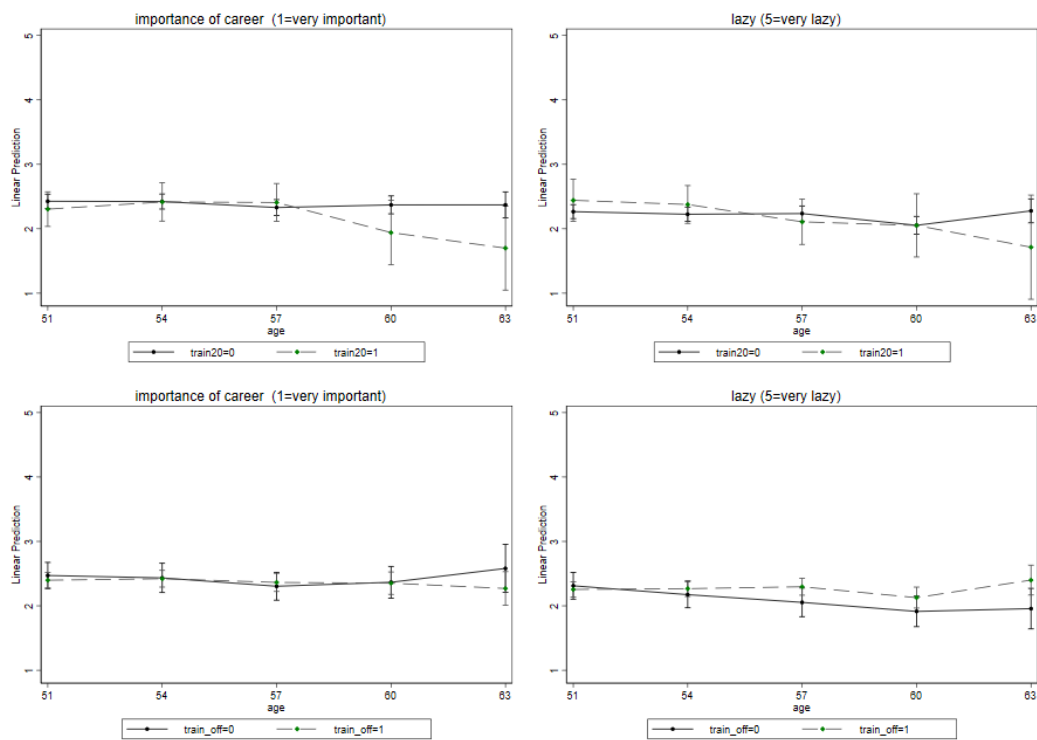 importance of career (1=very important)
5
4
3
2
1
Linear Prediction
51
54
57
60
63
age
train20=0
train20=1
lazy (5=very lazy)
5
4
3
2
1
Linear Prediction
51
54
57
60
63
age
train20=0
train20=1
importance of career (1=very important)
5
4
3
2
1
Linear Prediction
51
54
57
60
63
age
train_off=0
train_off=1
lazy (5=very lazy)
5
4
3
2
1
Linear Prediction
51
54
57
60
63
age
train_off=0
train_off=1